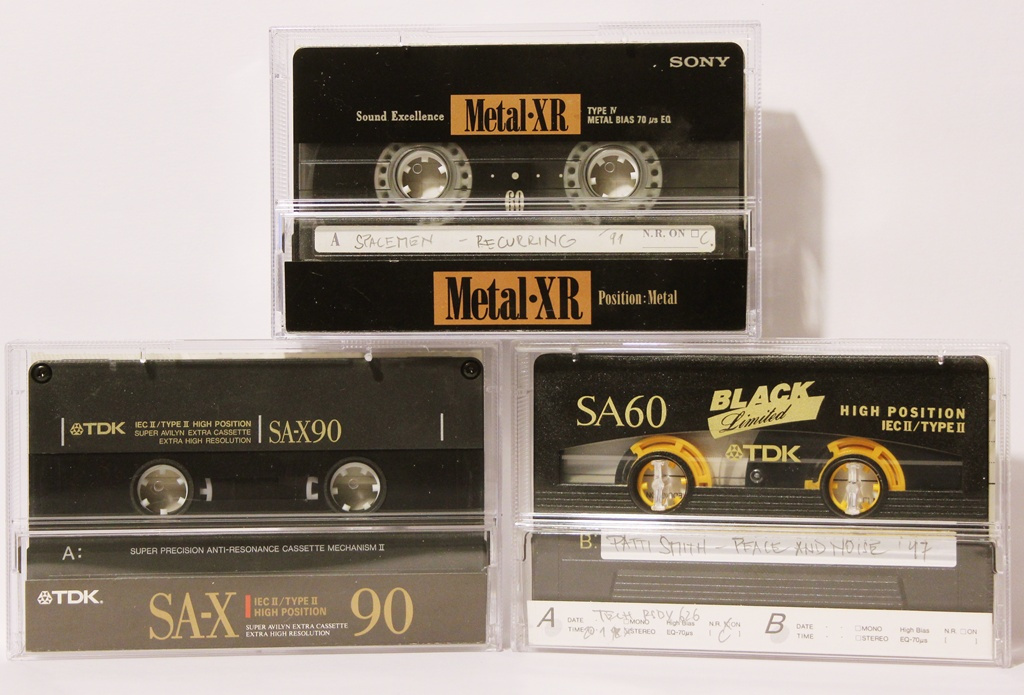 SONY
Sound Excellence Metal·XR TYPE IV
METAL BIAS 70 µs EQ
60
A SPACEMEN - RECURRING '91 N.R. ON □ C.
Metal·XR Position:Metal
TDK IEC II/TYPE II HIGH POSITION SA-X90
SUPER AVILYN EXTRA CASSETTE
EXTRA HIGH RESOLUTION
A: SUPER PRECISION ANTI-RESONANCE CASSETTE MECHANISM II
TDK. SA-X IEC II/TYPE II 90
HIGH POSITION
SUPER AVILYN EXTRA CASSETTE
EXTRA HIGH RESOLUTION
SA60 BLACK Limited HIGH POSITION
IEC II/TYPE II
TDK
B: PATTI SMITH - PEACE AND NOISE '97
A DATE □MONO High Bias N.R. □ON
TIME STEREO EQ-70µs
B DATE : : □MONO High Bias N.R. □ON
TIME : □STEREO EQ-70µs